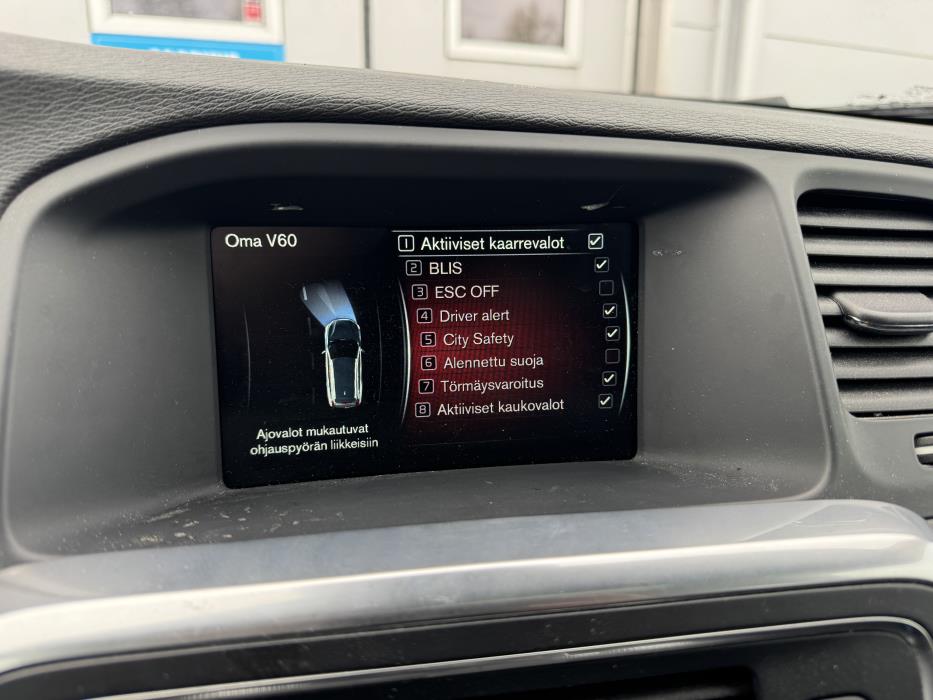 Oma V60
1 Aktiiviset kaarrevalot
2 BLIS
3 ESC OFF
4 Driver alert
5 City Safety
6 Alennettu suoja
7 Törmäysvaroitus
8 Aktiiviset kaukovalot
Ajovalot mukautuvat
ohjauspyörän liikkeisiin